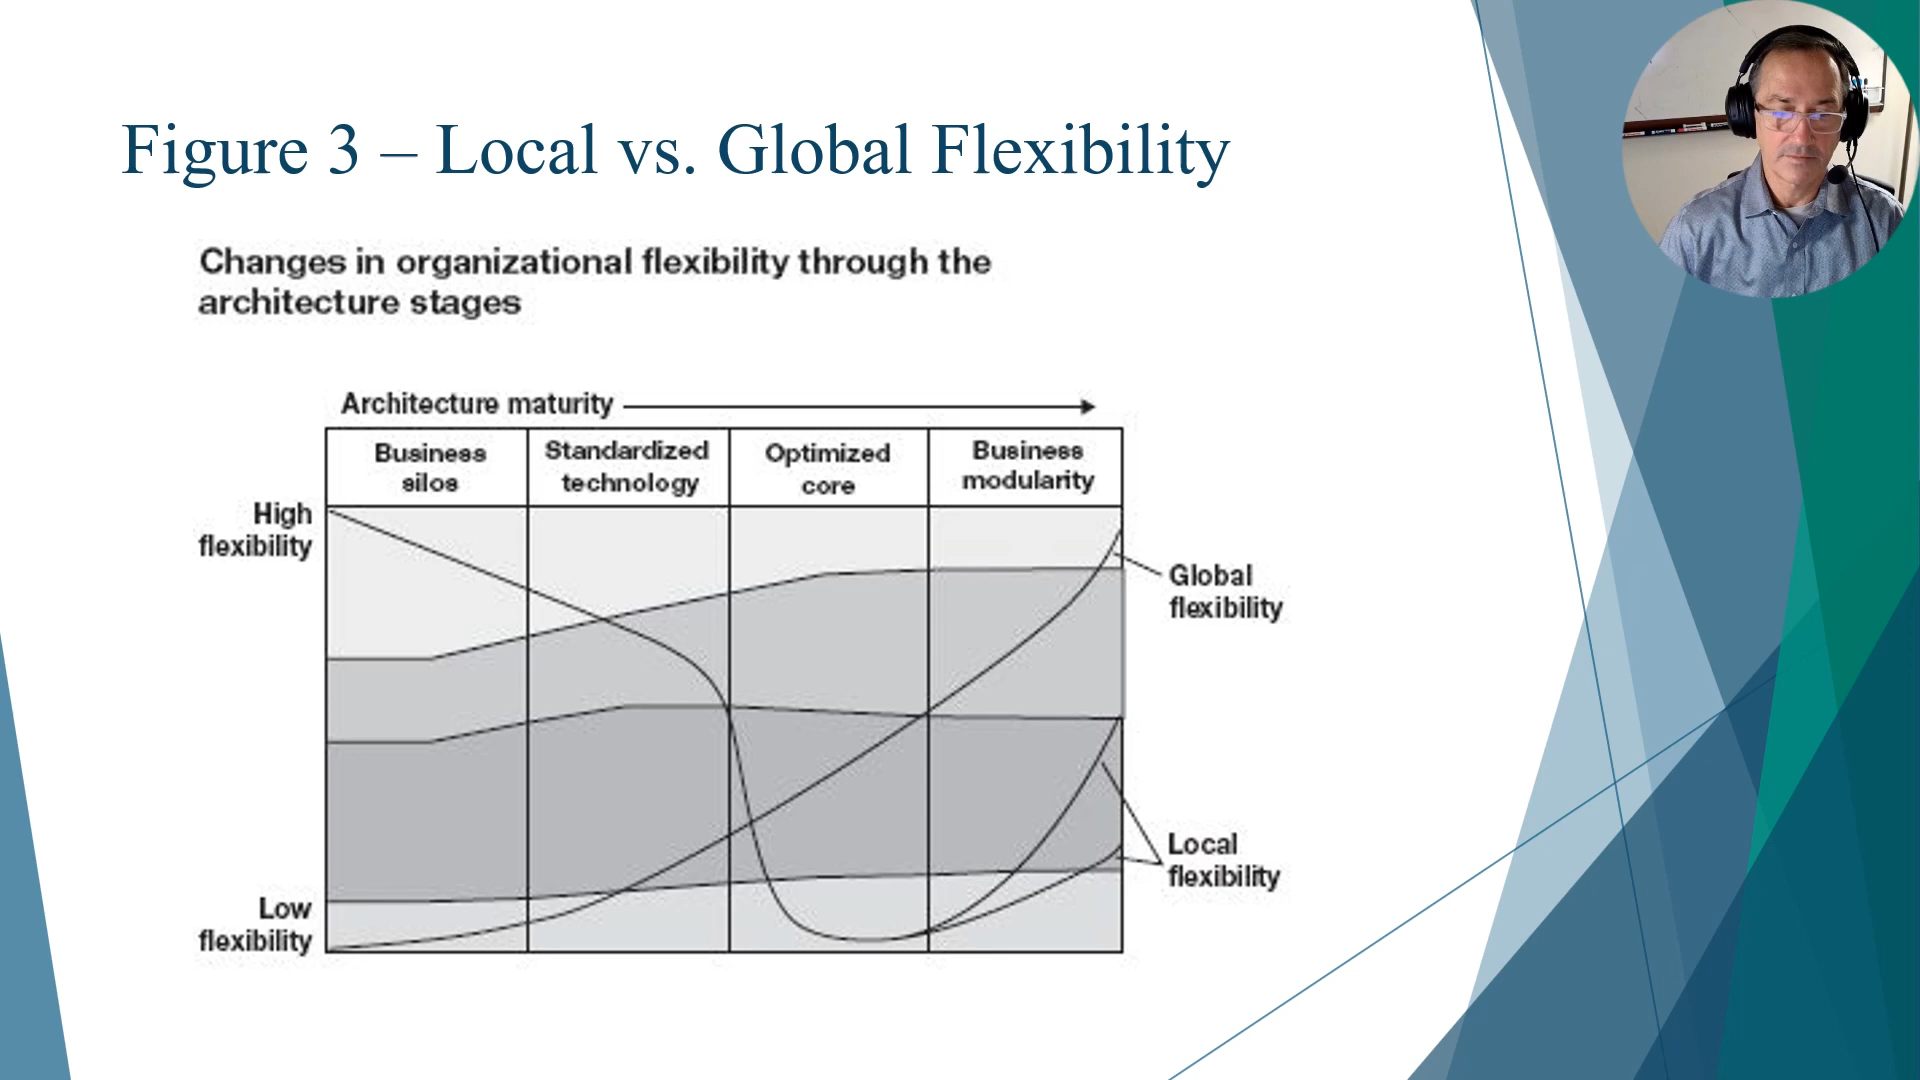 Figure 3 – Local vs. Global Flexibility
Changes in organizational flexibility through the
architecture stages
Architecture maturity
Business
silos
Standardized
technology
Optimized
core
Business
modularity
High
flexibility
Global
flexibility
Local
flexibility
Low
flexibility